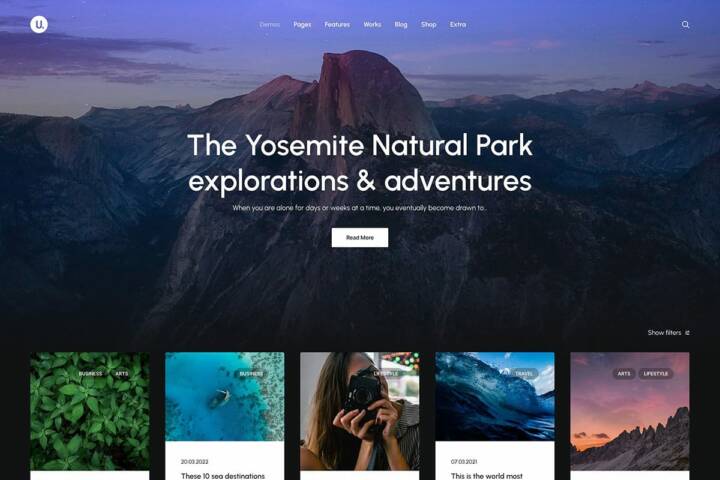 U.
Demos Pages Features Works Blog Shop Extra
The Yosemite Natural Park
explorations & adventures
When you are alone for days or weeks at a time, you eventually become drawn to..
Read More
Show filters
BUSINESS ARTS
BUSINESS
LIFESTYLE
TRAVEL
ARTS LIFESTYLE
20.03.2022
These 10 sea destinations
07.03.2021
This is the world most